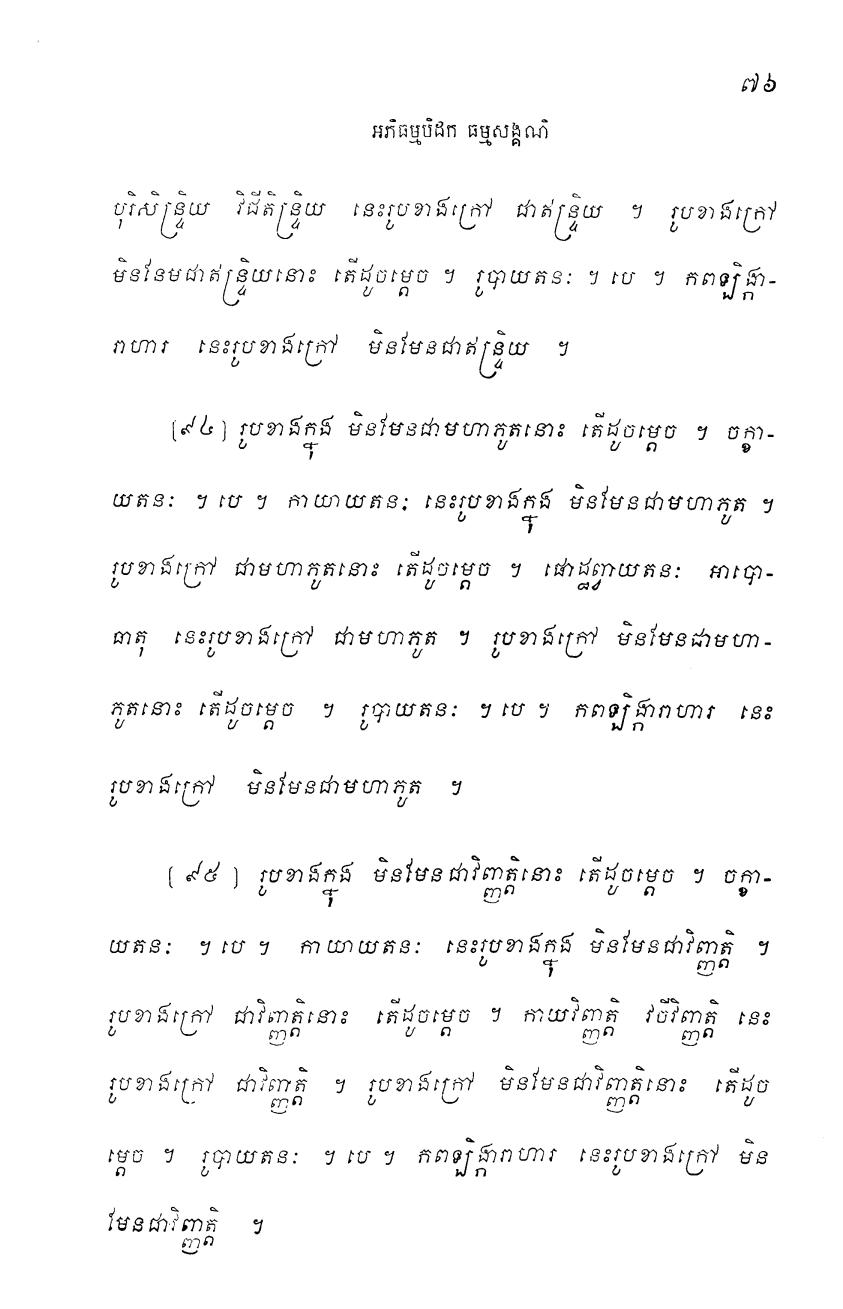 ៧៦
អភិធម្មបិដក ធម្មសង្គណិ
បុរិសិន្ទ្រិយ វិជីតិន្ទ្រិយ នេះរូបខាងក្រៅ ជាឥន្ទ្រិយ ។ រូបខាងក្រៅ
មិនមែនជាឥន្ទ្រិយនោះ តើដូចម្តេច ។ រូបាយតនៈ ។ បេ ។ កពឡិង្កា-
រាហារ នេះរូបខាងក្រៅ មិនមែនជាឥន្ទ្រិយ ។
(៩៤) រូបខាងក្នុង មិនមែនជាមហាភូតនោះ តើដូចម្តេច ។ ចក្ខា-
យតនៈ ។ បេ ។ កាយាយតនៈ នេះរូបខាងក្នុង មិនមែនជាមហាភូត ។
រូបខាងក្រៅ ជាមហាភូតនោះ តើដូចម្តេច ។ ផោដ្ឋព្វាយតនៈ អាបោ-
ធាតុ នេះរូបខាងក្រៅ ជាមហាភូត ។ រូបខាងក្រៅ មិនមែនជាមហា-
ភូតនោះ តើដូចម្តេច ។ រូបាយតនៈ ។ បេ ។ កពឡិង្ការាហារ នេះ
រូបខាងក្រៅ មិនមែនជាមហាភូត ។
( ៩៥ ) រូបខាងក្នុង មិនមែនជាវិញ្ញត្តិនោះ តើដូចម្តេច ។ ចក្ខា-
យតនៈ ។ បេ ។ កាយាយតនៈ នេះរូបខាងក្នុង មិនមែនជាវិញ្ញត្តិ ។
រូបខាងក្រៅ ជាវិញ្ញត្តិនោះ តើដូចម្តេច ។ កាយវិញ្ញត្តិ វចីវិញ្ញត្តិ នេះ
រូបខាងក្រៅ ជាវិញ្ញត្តិ ។ រូបខាងក្រៅ មិនមែនជាវិញ្ញត្តិនោះ តើដូច
ម្តេច ។ រូបាយតនៈ ។ បេ ។ កពឡិង្ការាហារ នេះរូបខាងក្រៅ មិន
មែនជាវិញ្ញត្តិ ។